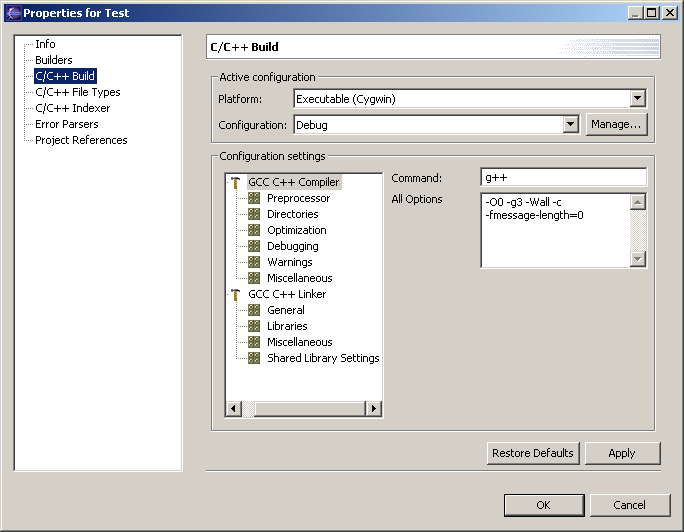 Properties for Test
Info
Builders
C/C++ Build
C/C++ File Types
C/C++ Indexer
Error Parsers
Project References
C/C++ Build
Active configuration
Platform: Executable (Cygwin)
Configuration: Debug Manage...
Configuration settings
GCC C++ Compiler
Preprocessor
Directories
Optimization
Debugging
Warnings
Miscellaneous
GCC C++ Linker
General
Libraries
Miscellaneous
Shared Library Settings
Command: g++
All Options -O0 -g3 -Wall -c
-fmessage-length=0
Restore Defaults Apply
OK Cancel